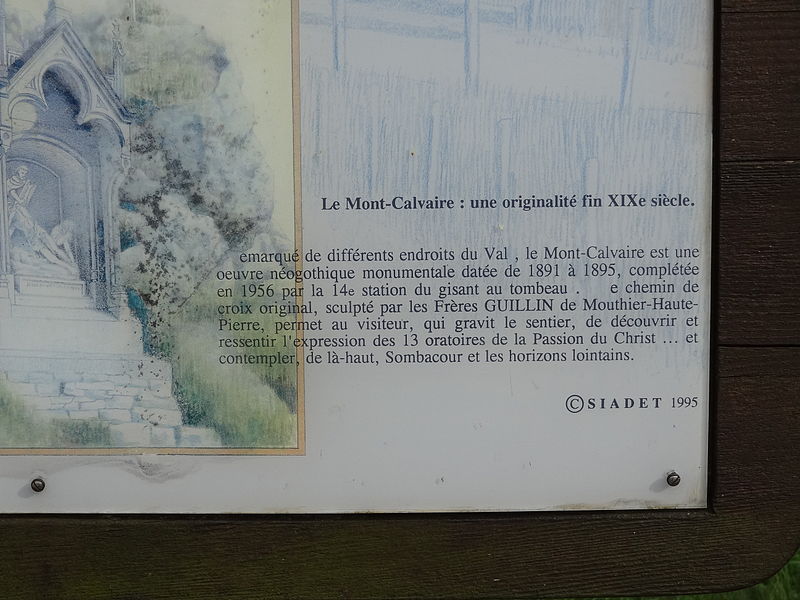 Le Mont-Calvaire : une originalité fin XIXe siècle.
emarqué de différents endroits du Val , le Mont-Calvaire est une
oeuvre néogothique monumentale datée de 1891 à 1895, complétée
en 1956 par la 14e station du gisant au tombeau . e chemin de
croix original, sculpté par les Frères GUILLIN de Mouthier-Haute-
Pierre, permet au visiteur, qui gravit le sentier, de découvrir et
ressentir l'expression des 13 oratoires de la Passion du Christ ... et
contempler, de là-haut, Sombacour et les horizons lointains.
©SIADET 1995